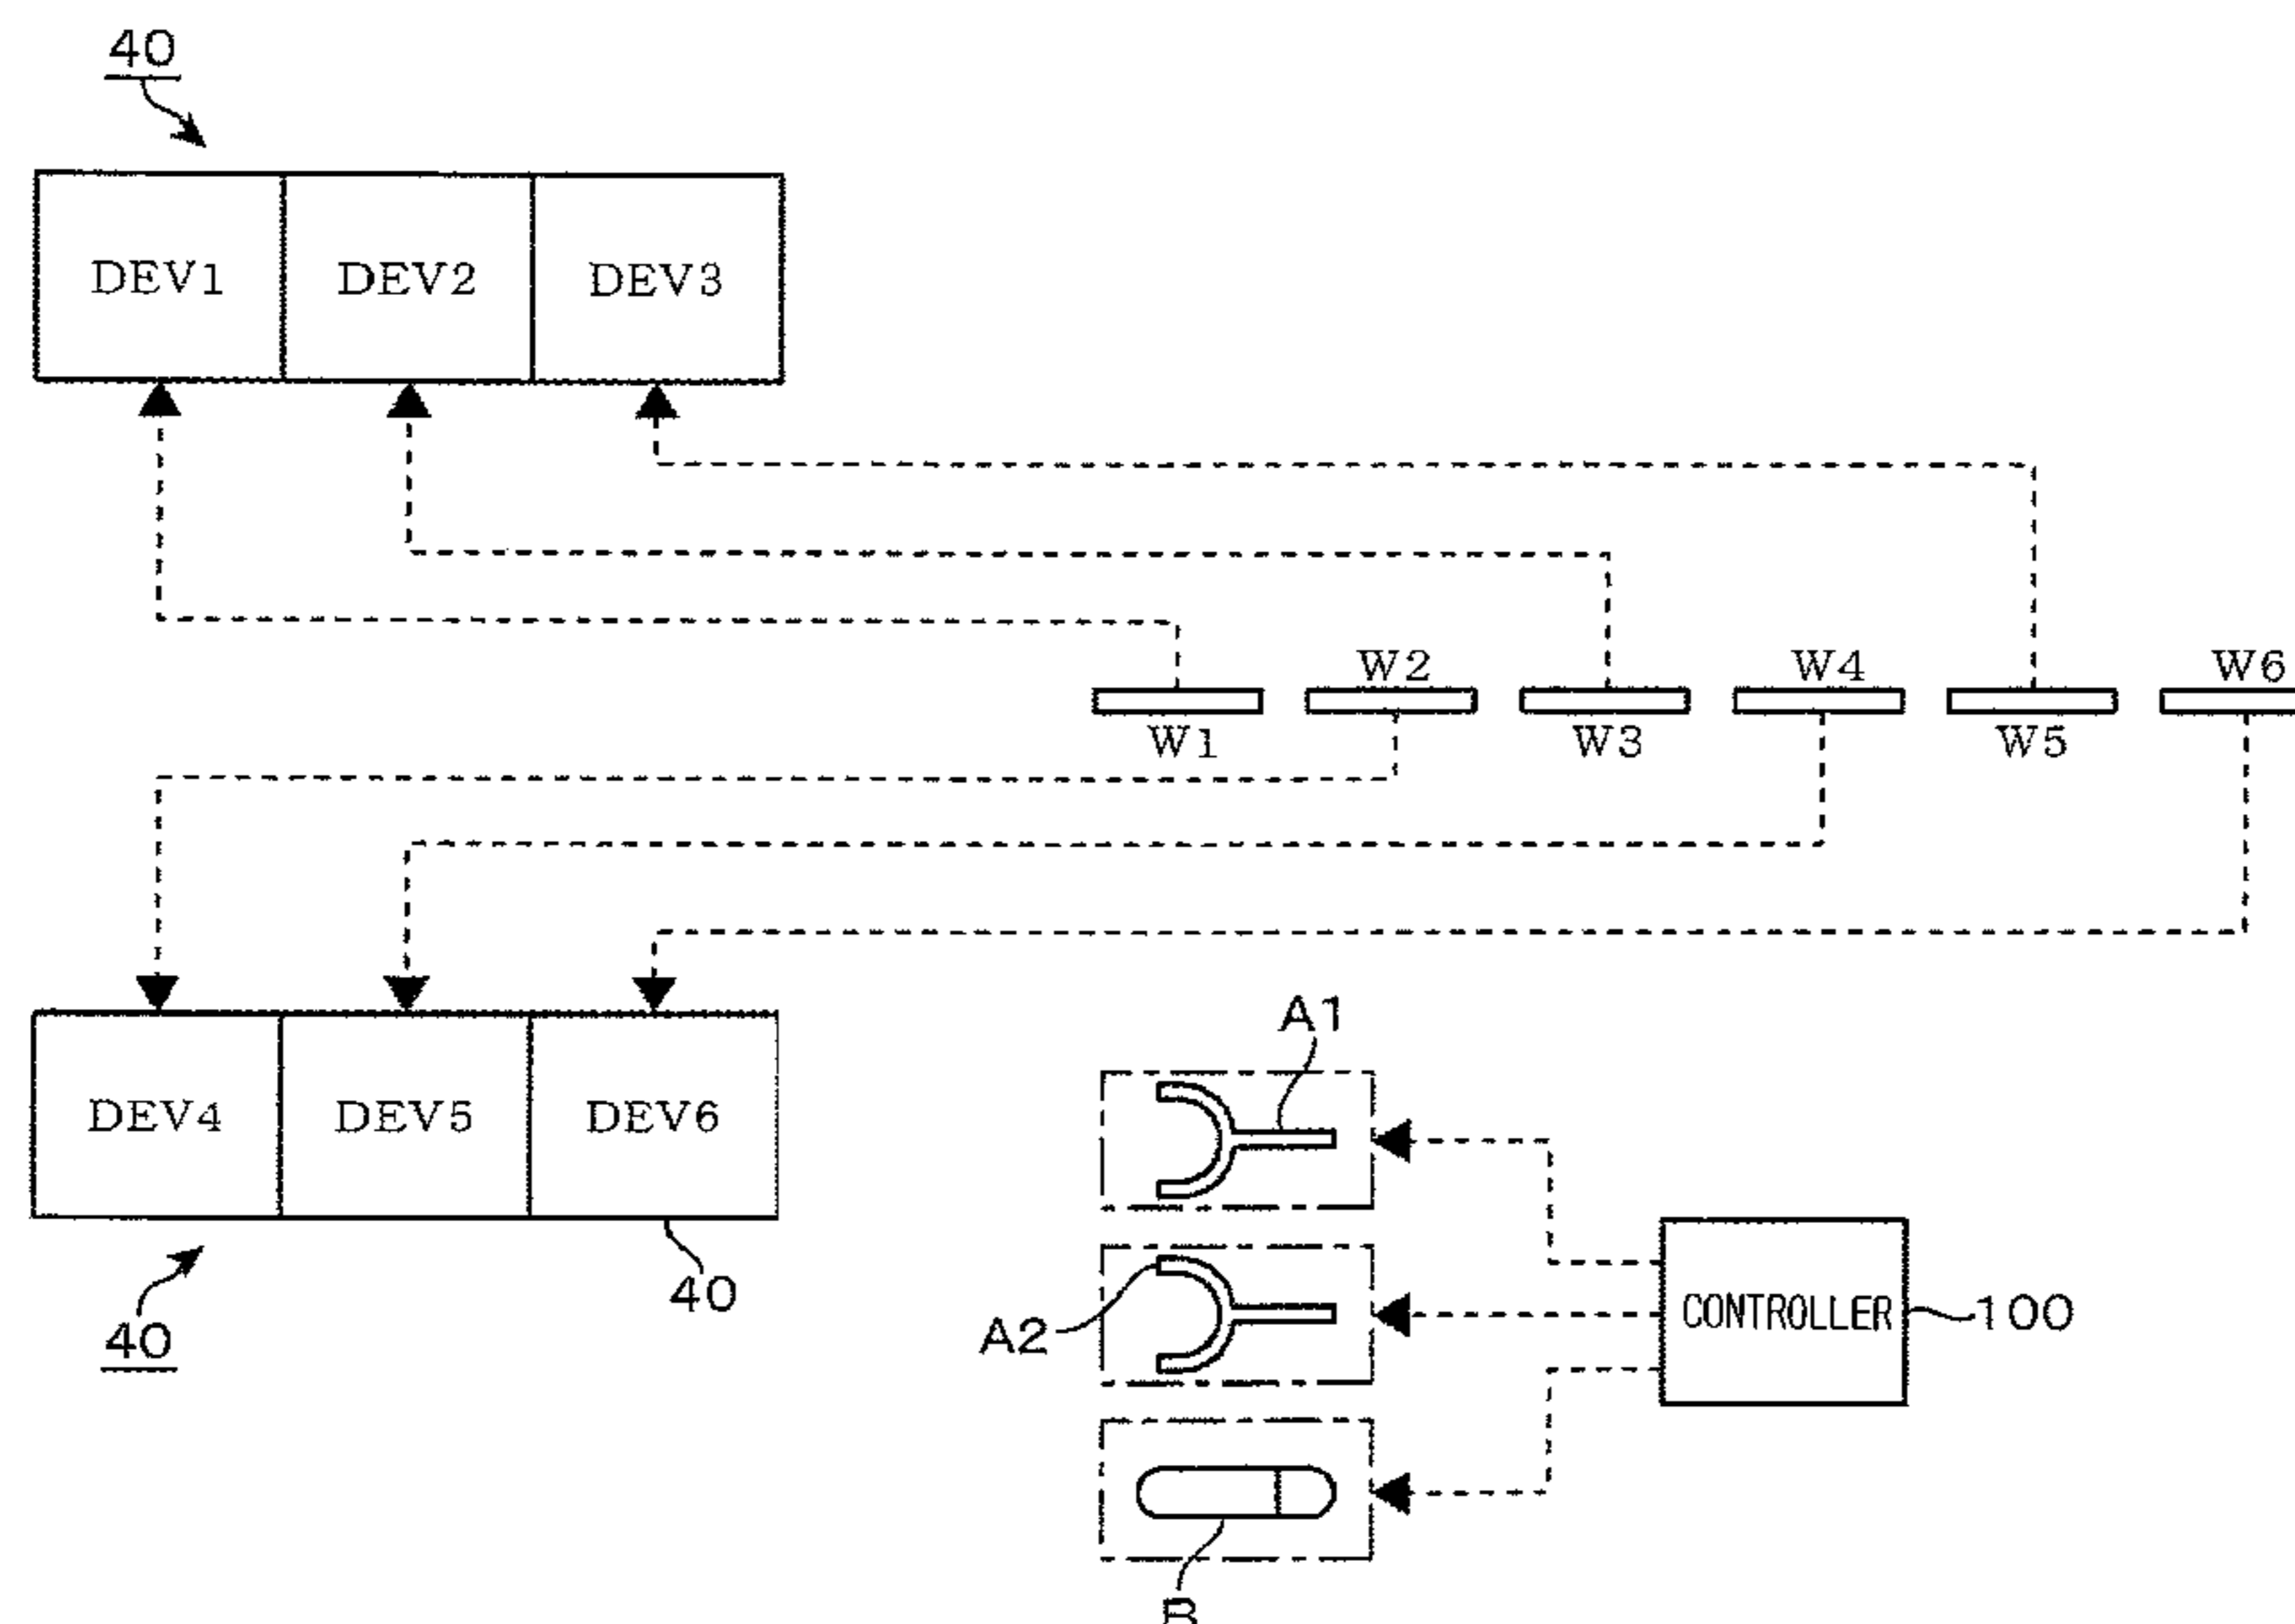 40
DEV1 DEV2 DEV3
W2 W4 W6
W1 W3 W5
A1
DEV4 DEV5 DEV6
40
A2
CONTROLLER 100
40
B